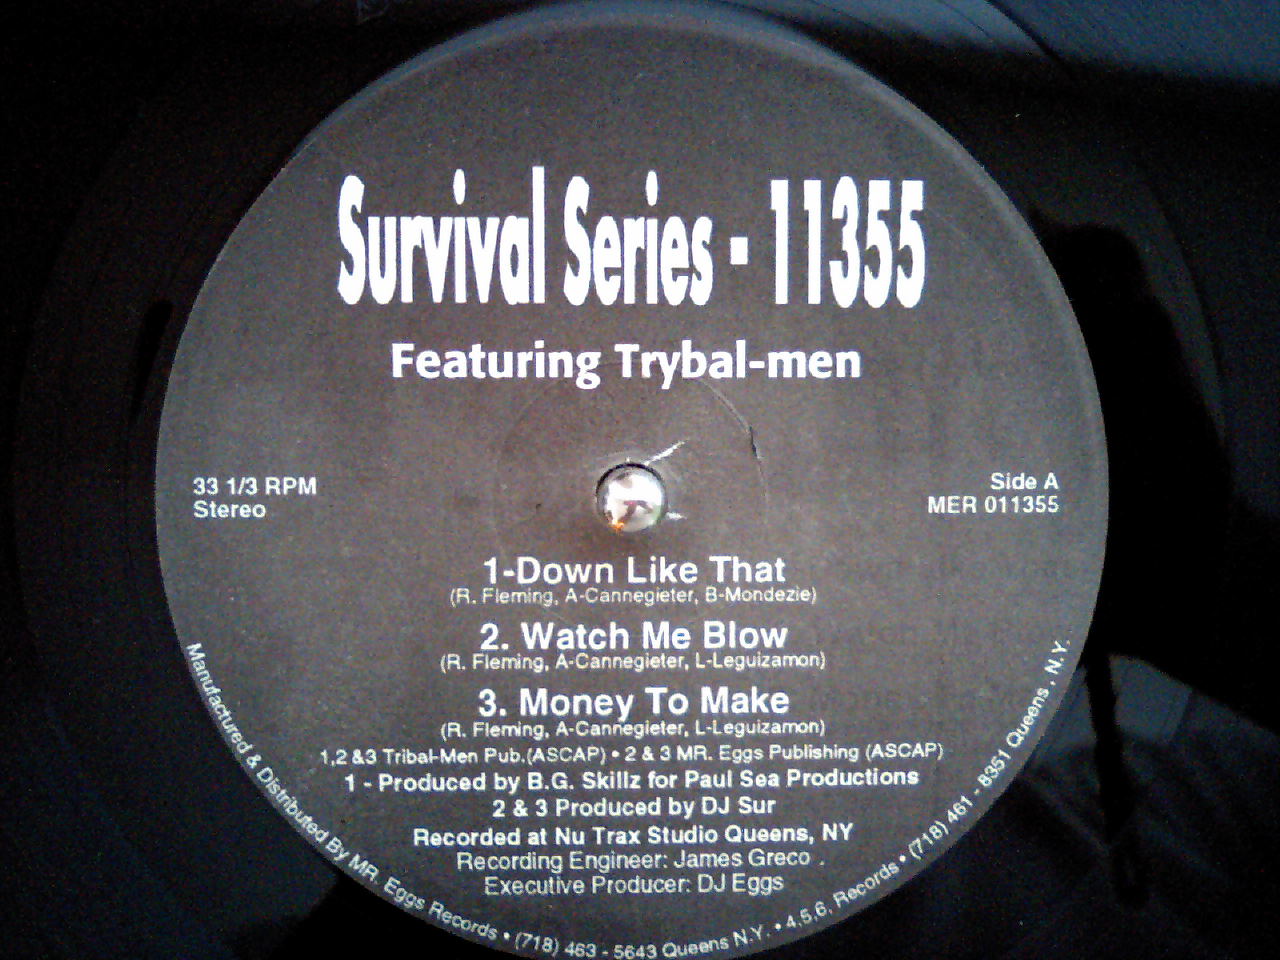 Survival Series - 11355
Featuring Trybal-men
33 1/3 RPM
Stereo
Side A
MER 011355
1-Down Like That
(R. Fleming, A-Cannegieter, B-Mondezie)
2. Watch Me Blow
(R. Fleming, A-Cannegieter, L-Leguizamon)
3. Money To Make
(R. Fleming, A-Cannegieter, L-Leguizamon)
1,2 &3 Tribal-Men Pub.(ASCAP) • 2 & 3 MR. Eggs Publishing (ASCAP)
1 - Produced by B.G. Skillz for Paul Sea Productions
2 & 3 Produced by DJ Sur
Recorded at Nu Trax Studio Queens, NY
Recording Engineer: James Greco .
Executive Producer: DJ Eggs
Manufactured & Distributed By MR. Eggs Records • (718) 463 - 5643 Queens N.Y. • 4,5,6, Records • (718) 461 - 8351 Queens , N.Y.